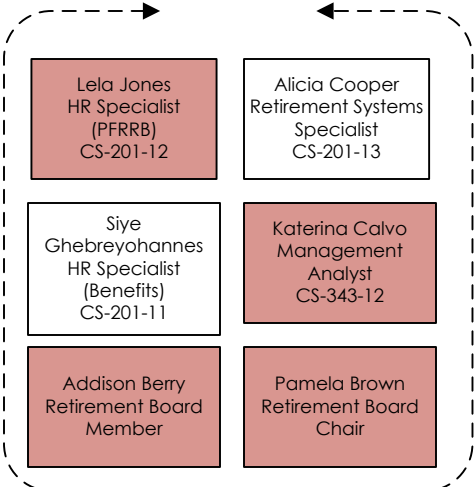 Lela Jones
HR Specialist
(PFRRB)
CS-201-12
Alicia Cooper
Retirement Systems
Specialist
CS-201-13
Siye
Ghebreyohannes
HR Specialist
(Benefits)
CS-201-11
Katerina Calvo
Management
Analyst
CS-343-12
Addison Berry
Retirement Board
Member
Pamela Brown
Retirement Board
Chair